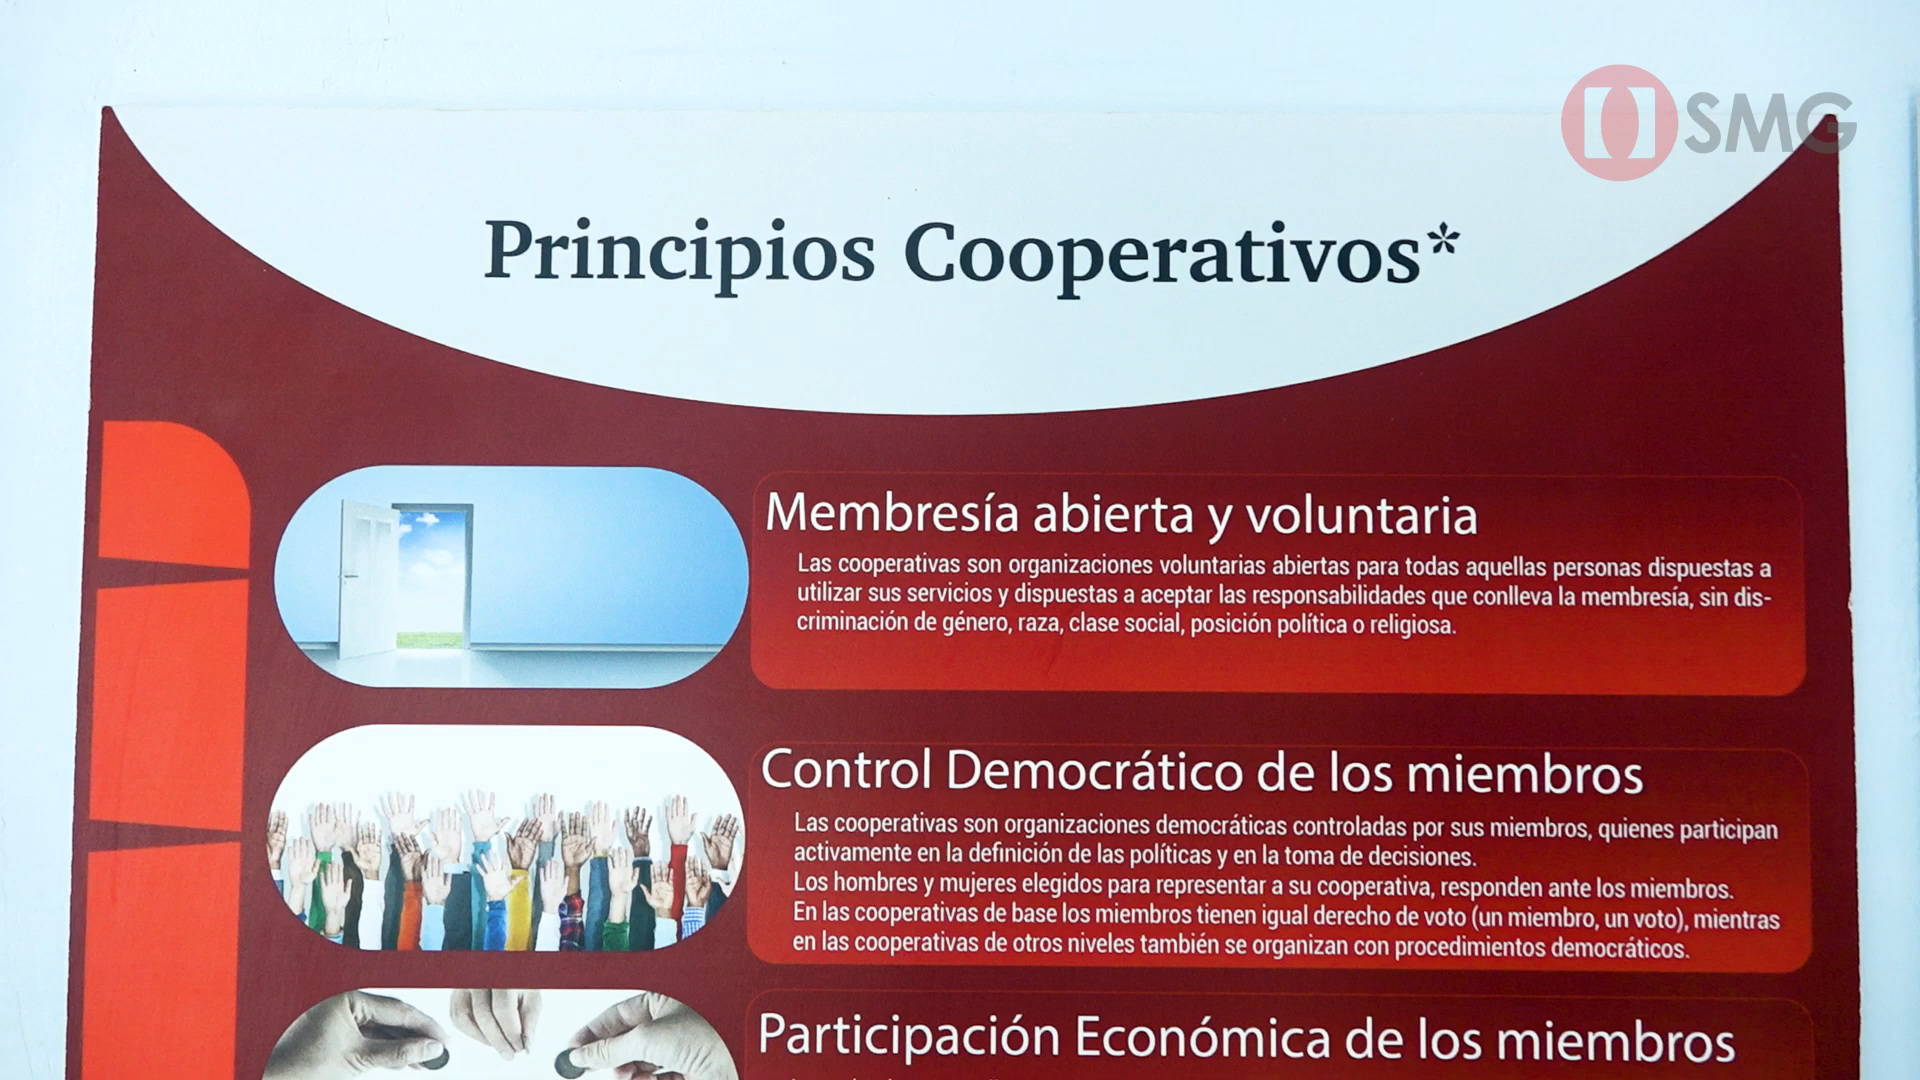 SMG
Principios Cooperativos*
Membresía abierta y voluntaria
Las cooperativas son organizaciones voluntarias abiertas para todas aquellas personas dispuestas a
utilizar sus servicios y dispuestas a aceptar las responsabilidades que conlleva la membresía, sin dis-
criminación de género, raza, clase social, posición política o religiosa.
Control Democrático de los miembros
Las cooperativas son organizaciones democráticas controladas por sus miembros, quienes participan
activamente en la definición de las políticas y en la toma de decisiones.
Los hombres y mujeres elegidos para representar a su cooperativa, responden ante los miembros.
En las cooperativas de base los miembros tienen igual derecho de voto (un miembro, un voto), mientras
en las cooperativas de otros niveles también se organizan con procedimientos democráticos.
Participación Económica de los miembros